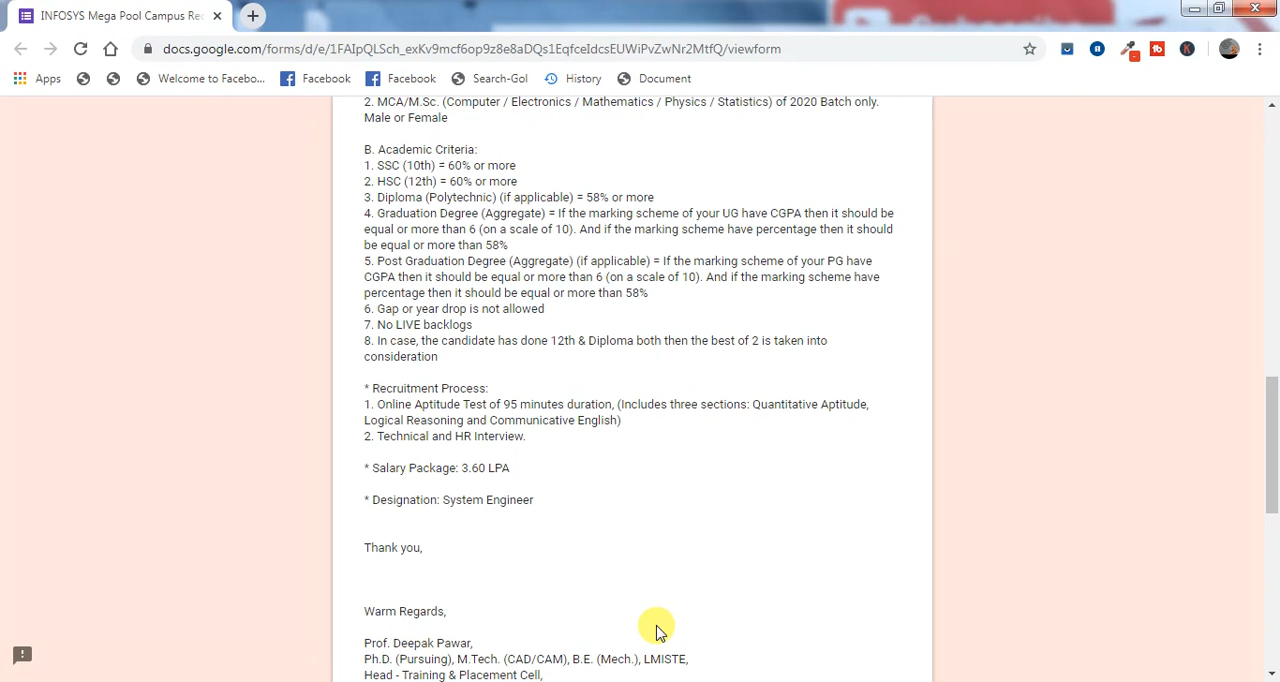 INFOSYS Mega Pool Campus Rec
docs.google.com/forms/d/e/1FAIpQLSch_exKv9mcf6op9z8e8aDQs1EqfceIdcsEUWiPvZwNr2MtfQ/viewform
Apps Welcome to Facebo... Facebook Facebook Search-Gol History Document
2. MCA/M.Sc. (Computer / Electronics / Mathematics / Physics / Statistics) of 2020 Batch only.
Male or Female
B. Academic Criteria:
1. SSC (10th) = 60% or more
2. HSC (12th) = 60% or more
3. Diploma (Polytechnic) (if applicable) = 58% or more
4. Graduation Degree (Aggregate) = If the marking scheme of your UG have CGPA then it should be
equal or more than 6 (on a scale of 10). And if the marking scheme have percentage then it should
be equal or more than 58%
5. Post Graduation Degree (Aggregate) (if applicable) = If the marking scheme of your PG have
CGPA then it should be equal or more than 6 (on a scale of 10). And if the marking scheme have
percentage then it should be equal or more than 58%
6. Gap or year drop is not allowed
7. No LIVE backlogs
8. In case, the candidate has done 12th & Diploma both then the best of 2 is taken into
consideration
* Recruitment Process:
1. Online Aptitude Test of 95 minutes duration, (Includes three sections: Quantitative Aptitude,
Logical Reasoning and Communicative English)
2. Technical and HR Interview.
* Salary Package: 3.60 LPA
* Designation: System Engineer
Thank you,
Warm Regards,
Prof. Deepak Pawar,
Ph.D. (Pursuing), M.Tech. (CAD/CAM), B.E. (Mech.), LMISTE,
Head - Training & Placement Cell,